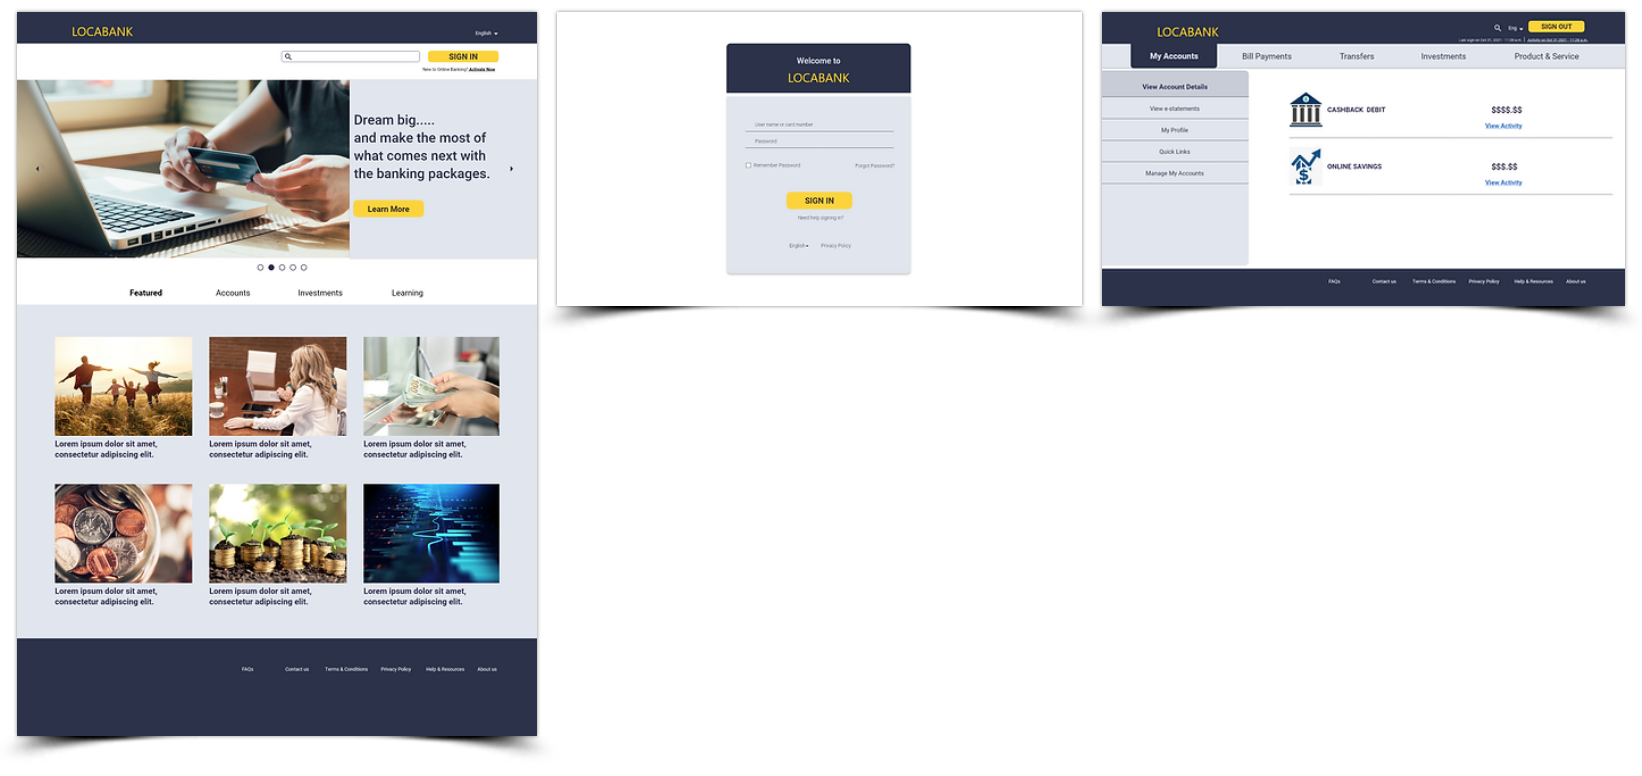 LOCABANK
English
SIGN IN
New to Online Banking? Activate Now
Dream big.....
and make the most of
what comes next with
the banking packages.
Learn More
Featured Accounts Investments Learning
Lorem ipsum dolor sit amet,
consectetur adipiscing elit.
Lorem ipsum dolor sit amet,
consectetur adipiscing elit.
Lorem ipsum dolor sit amet,
consectetur adipiscing elit.
Lorem ipsum dolor sit amet,
consectetur adipiscing elit.
Lorem ipsum dolor sit amet,
consectetur adipiscing elit.
Lorem ipsum dolor sit amet,
consectetur adipiscing elit.
FAQs Contact us Terms & Conditions Privacy Policy Help & Resources About us
Welcome to
LOCABANK
User name or card number
Password
Remember Password Forgot Password?
SIGN IN
Need help signing in?
English Privacy Policy
LOCABANK
Eng
SIGN OUT
My Accounts Bill Payments Transfers Investments Product & Service
View Account Details
View e-statements
My Profile
Quick Links
Manage My Accounts
CASHBACK DEBIT $$$$.$$
View Activity
ONLINE SAVINGS $$$.$$
View Activity
FAQs Contact us Terms & Conditions Privacy Policy Help & Resources About us